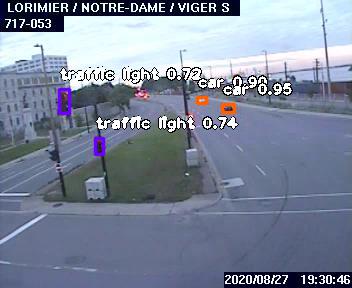 LORIMIER / NOTRE-DAME / VIGER S
717-053
traffic light 0.72
car 0.90
car 0.95
traffic light 0.74
2020/08/27 19:30:46